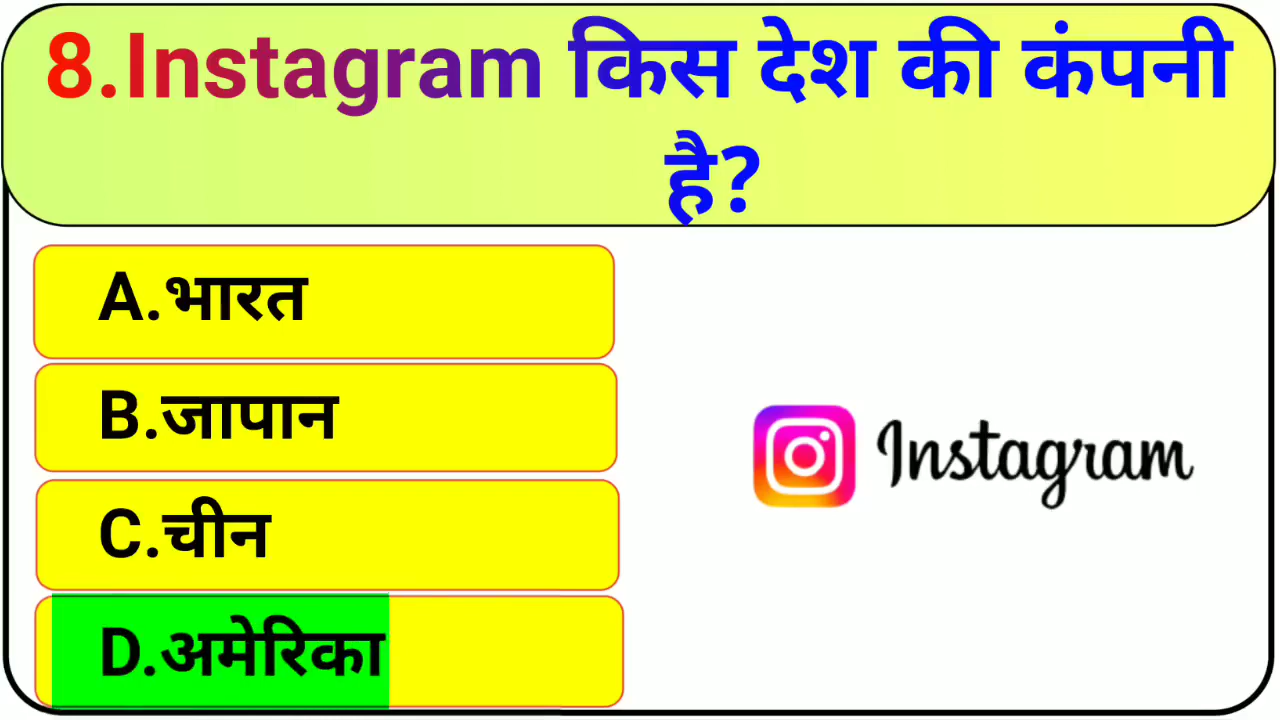 8.Instagram किस देश की कंपनी
है?
A.भारत
B.जापान
C.चीन
Instagram
D.अमेरिका